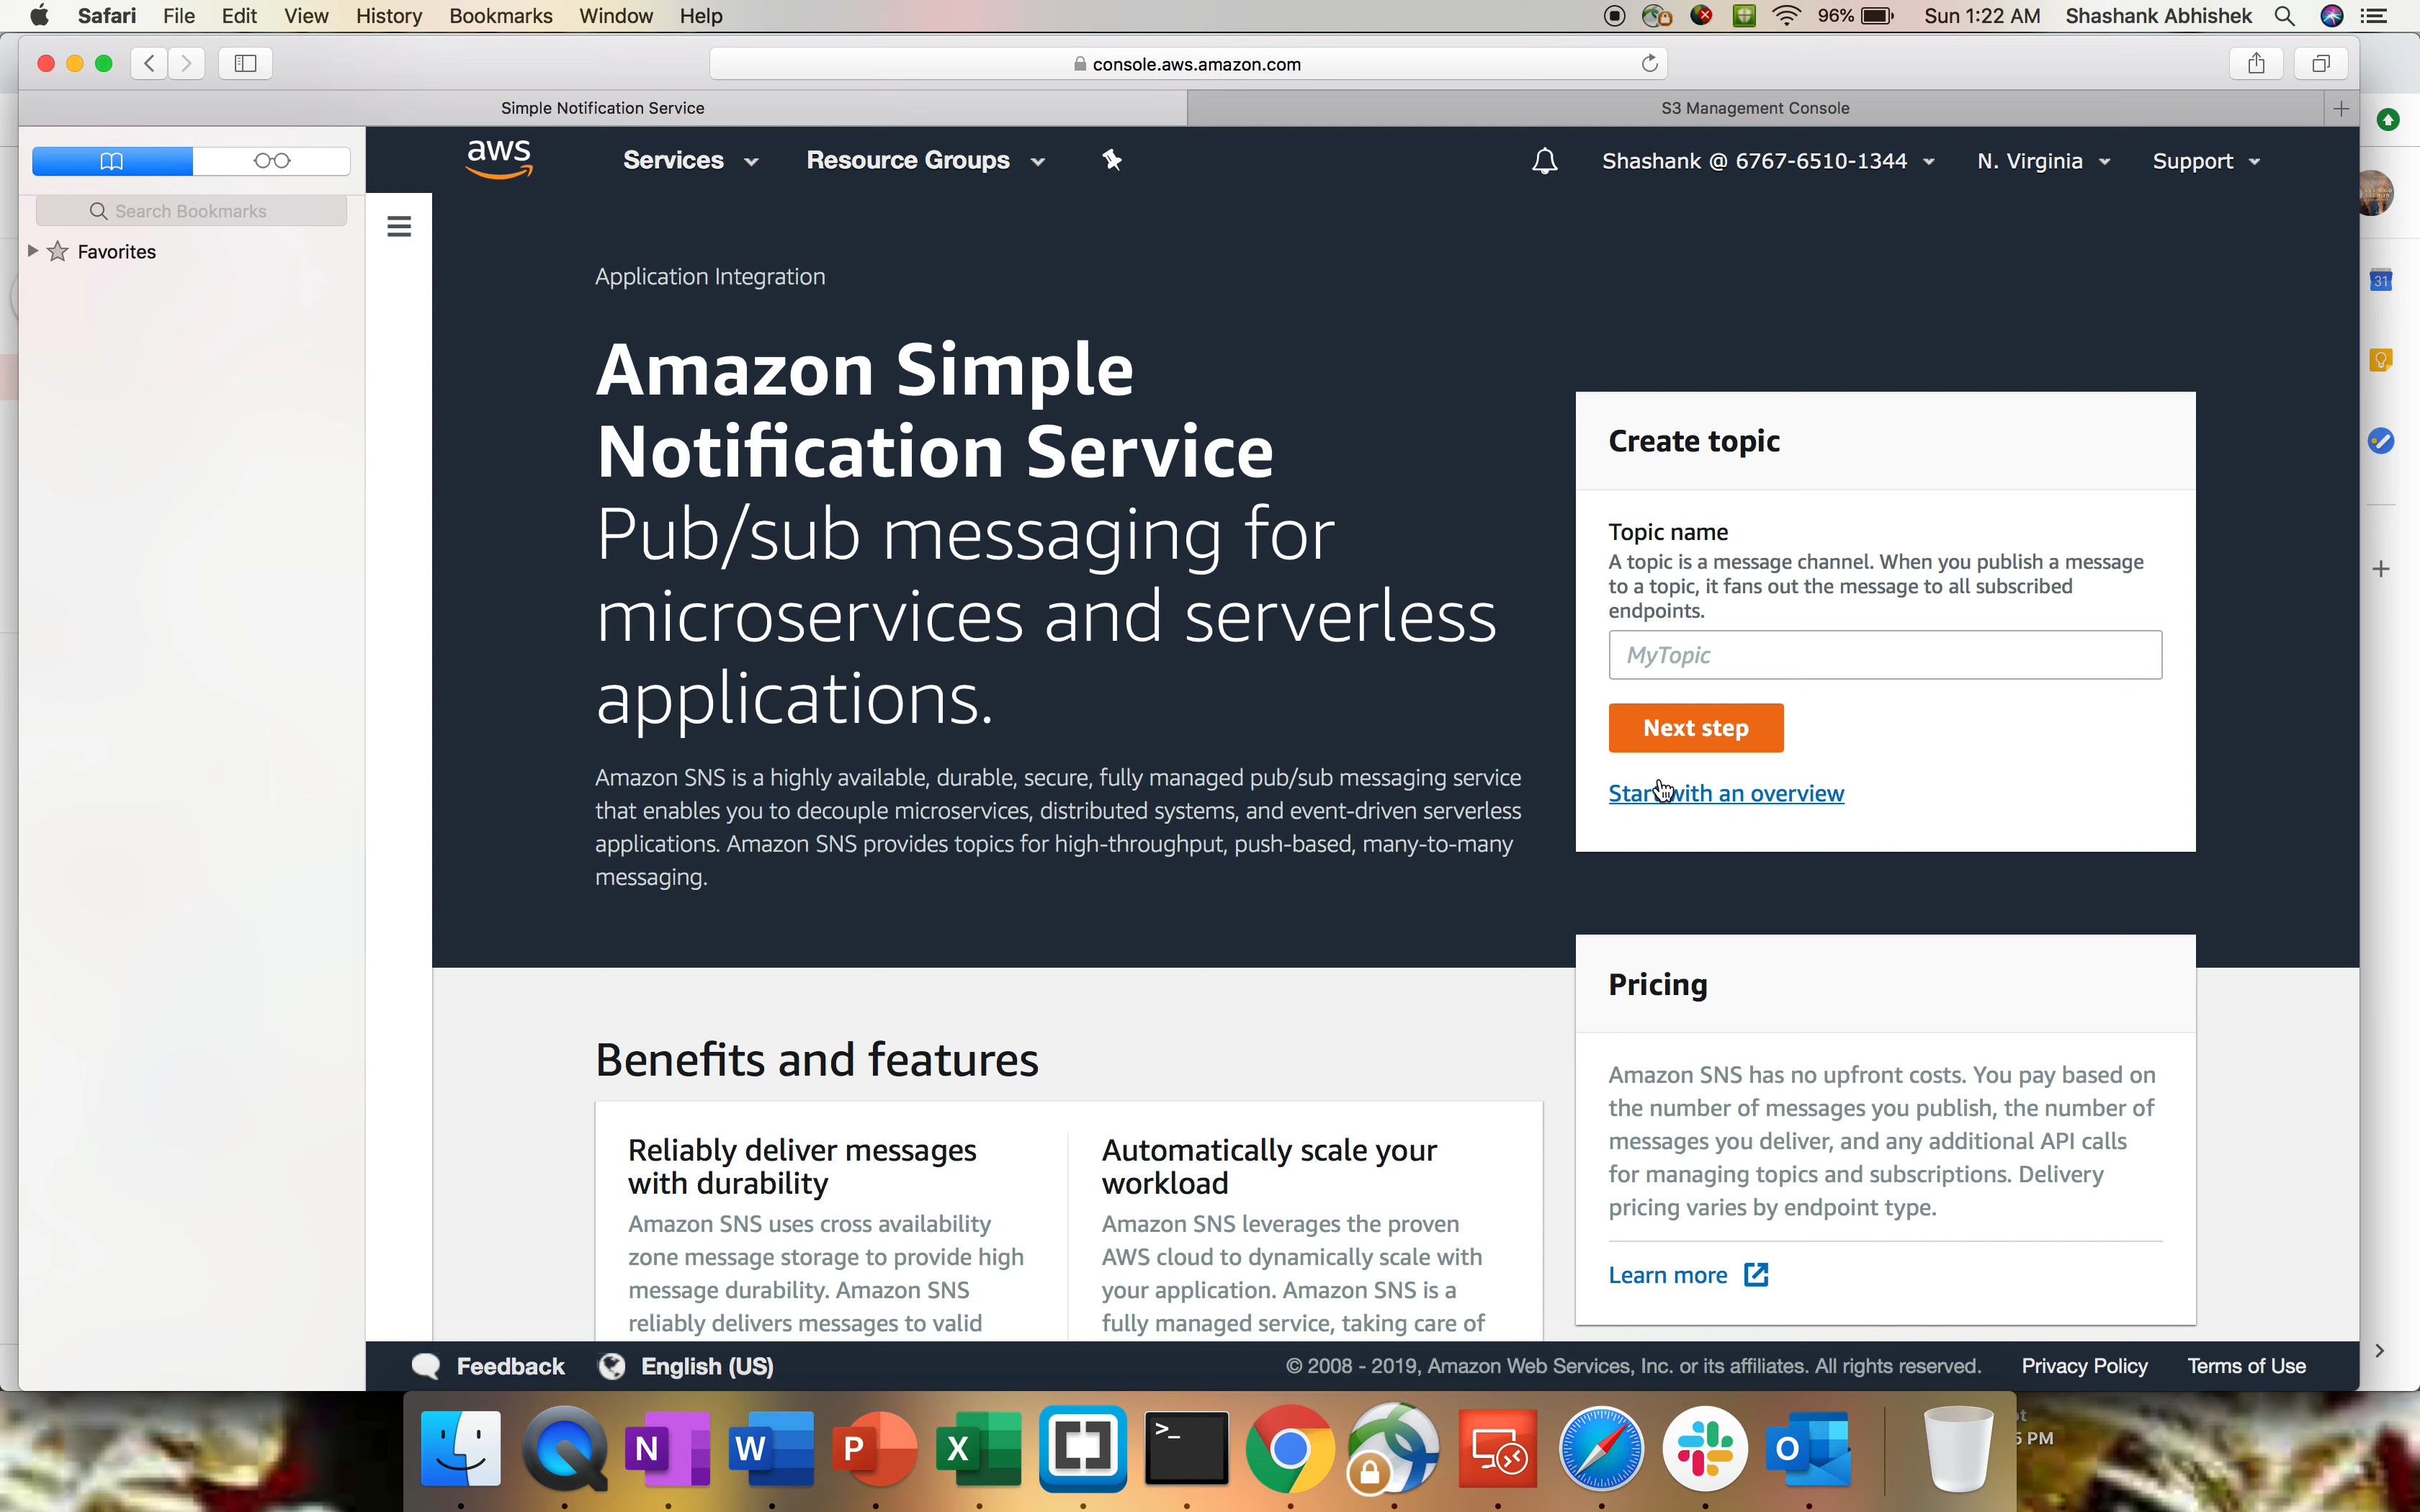 Safari File Edit View History Bookmarks Window Help 96% Sun 1:22 AM Shashank Abhishek
console.aws.amazon.com
Simple Notification Service S3 Management Console
Search Bookmarks
Favorites
aws Services Resource Groups Shashank @ 6767-6510-1344 N. Virginia Support
Application Integration
Amazon Simple
Notification Service
Pub/sub messaging for
microservices and serverless
applications.
Amazon SNS is a highly available, durable, secure, fully managed pub/sub messaging service
that enables you to decouple microservices, distributed systems, and event-driven serverless
applications. Amazon SNS provides topics for high-throughput, push-based, many-to-many
messaging.
Create topic
Topic name
A topic is a message channel. When you publish a message
to a topic, it fans out the message to all subscribed
endpoints.
MyTopic
Next step
Start with an overview
Pricing
Amazon SNS has no upfront costs. You pay based on
the number of messages you publish, the number of
messages you deliver, and any additional API calls
for managing topics and subscriptions. Delivery
pricing varies by endpoint type.
Learn more
Benefits and features
Reliably deliver messages
with durability
Amazon SNS uses cross availability
zone message storage to provide high
message durability. Amazon SNS
reliably delivers messages to valid
Automatically scale your
workload
Amazon SNS leverages the proven
AWS cloud to dynamically scale with
your application. Amazon SNS is a
fully managed service, taking care of
31
Feedback English (US) © 2008 - 2019, Amazon Web Services, Inc. or its affiliates. All rights reserved. Privacy Policy Terms of Use
N W P X >_ O
PM